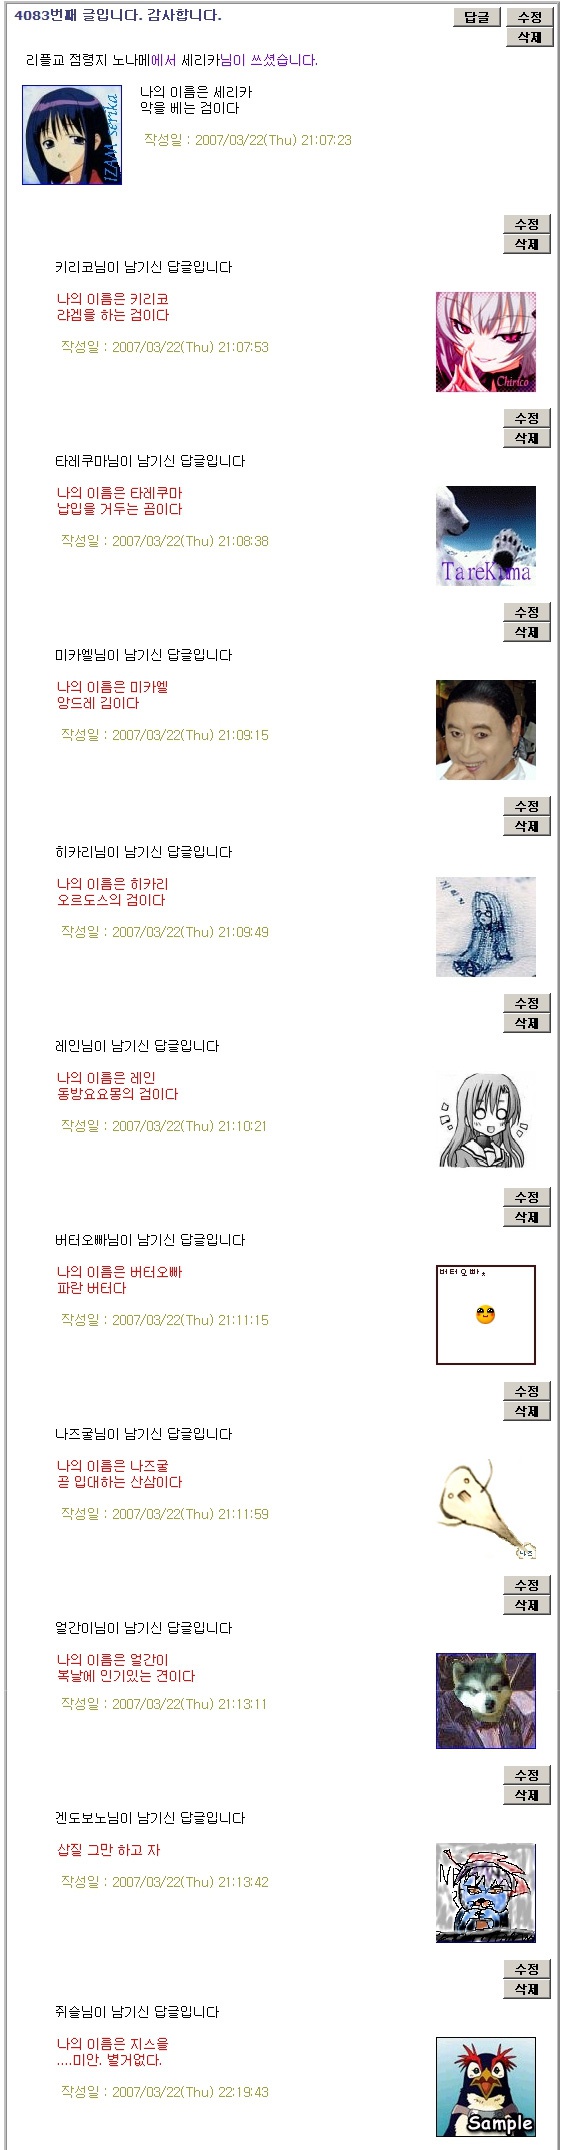 4083번째 글입니다. 감사합니다.
답글 수정
삭제
리플교 점령지 노나메에서 세리카님이 쓰셨습니다.
나의 이름은 세리카
악을 베는 검이다
IZAAA serika
작성일 : 2007/03/22(Thu) 21:07:23
수정
삭제
키리코님이 남기신 답글입니다
나의 이름은 키리코
랴겜을 하는 검이다
Chirico
작성일 : 2007/03/22(Thu) 21:07:53
수정
삭제
타레쿠마님이 남기신 답글입니다
나의 이름은 타레쿠마
납입을 거두는 곰이다
작성일 : 2007/03/22(Thu) 21:08:38
TareKuma
수정
삭제
미카엘님이 남기신 답글입니다
나의 이름은 미카엘
앙드레 김이다
작성일 : 2007/03/22(Thu) 21:09:15
수정
삭제
히카리님이 남기신 답글입니다
나의 이름은 히카리
오르도스의 검이다
작성일 : 2007/03/22(Thu) 21:09:49
수정
삭제
레인님이 남기신 답글입니다
나의 이름은 레인
동방요요몽의 검이다
작성일 : 2007/03/22(Thu) 21:10:21
수정
삭제
버터오빠님이 남기신 답글입니다
버터오빠
나의 이름은 버터오빠
파란 버터다
작성일 : 2007/03/22(Thu) 21:11:15
수정
삭제
나즈굴님이 남기신 답글입니다
나의 이름은 나즈굴
곧 입대하는 산삼이다
작성일 : 2007/03/22(Thu) 21:11:59
나즈
수정
삭제
얼간이님이 남기신 답글입니다
나의 이름은 얼간이
복날에 인기있는 견이다
작성일 : 2007/03/22(Thu) 21:13:11
수정
삭제
겐도보노님이 남기신 답글입니다
삽질 그만 하고 자
작성일 : 2007/03/22(Thu) 21:13:42
수정
삭제
쥐슬님이 남기신 답글입니다
나의 이름은 지스을
....미안. 별거없다.
작성일 : 2007/03/22(Thu) 22:19:43
Sample